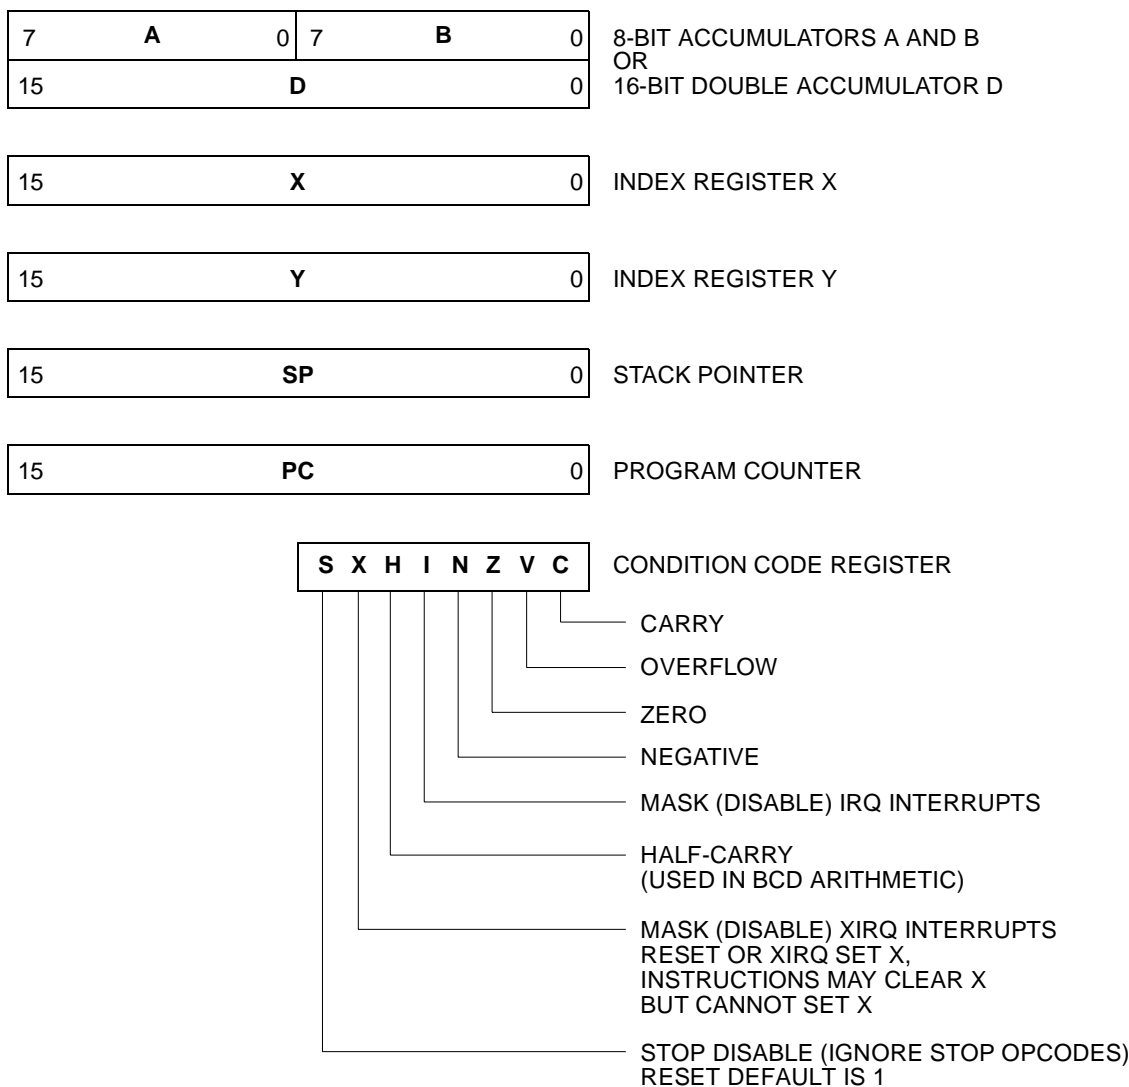 7 A 0 7 B 0 8-BIT ACCUMULATORS A AND B
OR
15 D 0 16-BIT DOUBLE ACCUMULATOR D
15 X 0 INDEX REGISTER X
15 Y 0 INDEX REGISTER Y
15 SP 0 STACK POINTER
15 PC 0 PROGRAM COUNTER
S X H I N Z V C CONDITION CODE REGISTER
CARRY
OVERFLOW
ZERO
NEGATIVE
MASK (DISABLE) IRQ INTERRUPTS
HALF-CARRY
(USED IN BCD ARITHMETIC)
MASK (DISABLE) XIRQ INTERRUPTS
RESET OR XIRQ SET X,
INSTRUCTIONS MAY CLEAR X
BUT CANNOT SET X
STOP DISABLE (IGNORE STOP OPCODES)
RESET DEFAULT IS 1